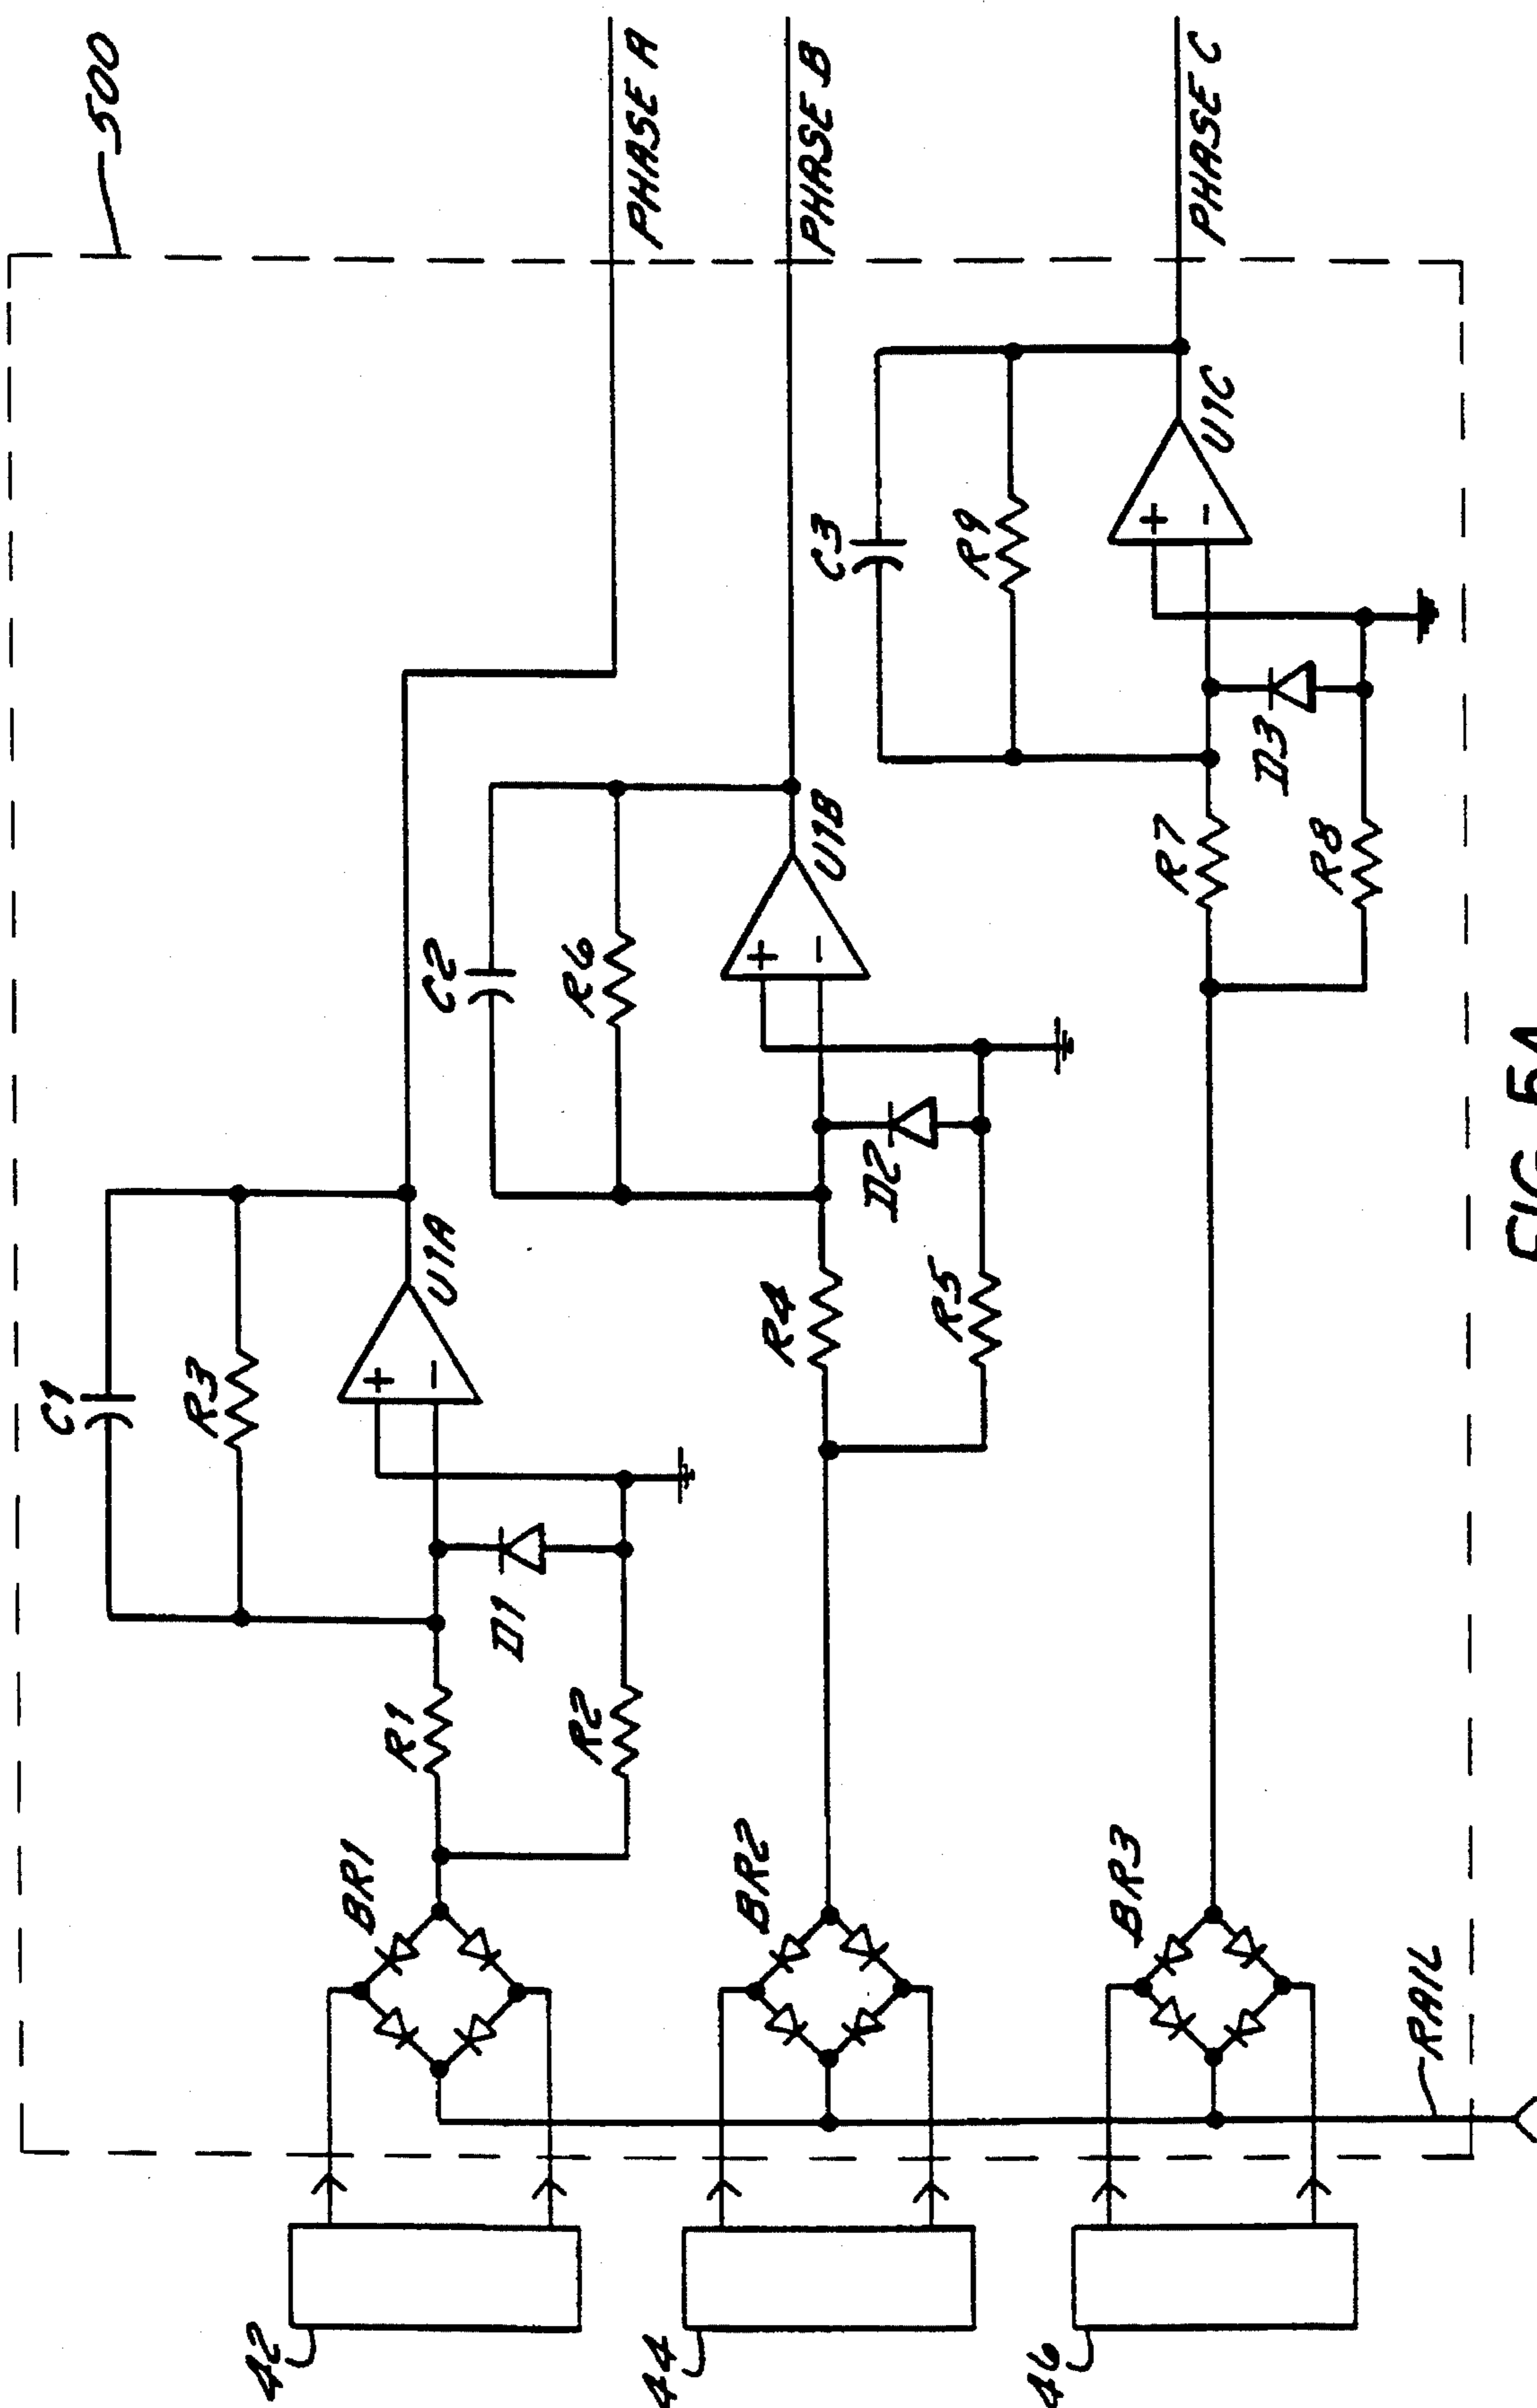 500
PHASE A
PHASE B
PHASE C
C1
R3
U1A
+
-
R1
D1
R2
BR1
42
C2
R6
U1B
+
-
R4
D2
R5
BR2
44
C3
R9
U1C
+
-
R7
D3
R8
BR3
46
RAIL
FIG. 5A